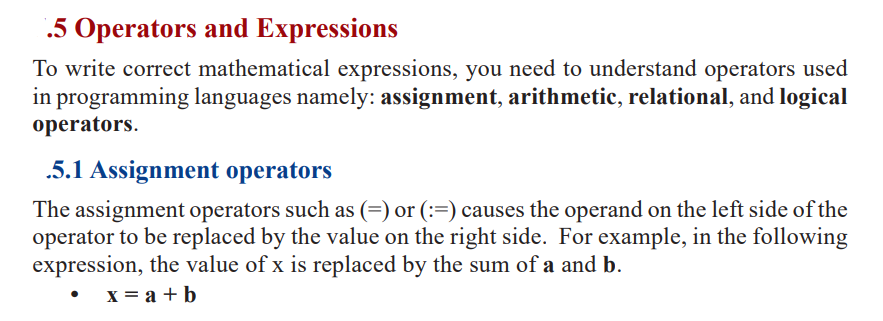 .5 Operators and Expressions
To write correct mathematical expressions, you need to understand operators used
in programming languages namely: assignment, arithmetic, relational, and logical
operators.
.5.1 Assignment operators
The assignment operators such as (=) or (:=) causes the operand on the left side of the
operator to be replaced by the value on the right side. For example, in the following
expression, the value of x is replaced by the sum of a and b.
• x = a + b